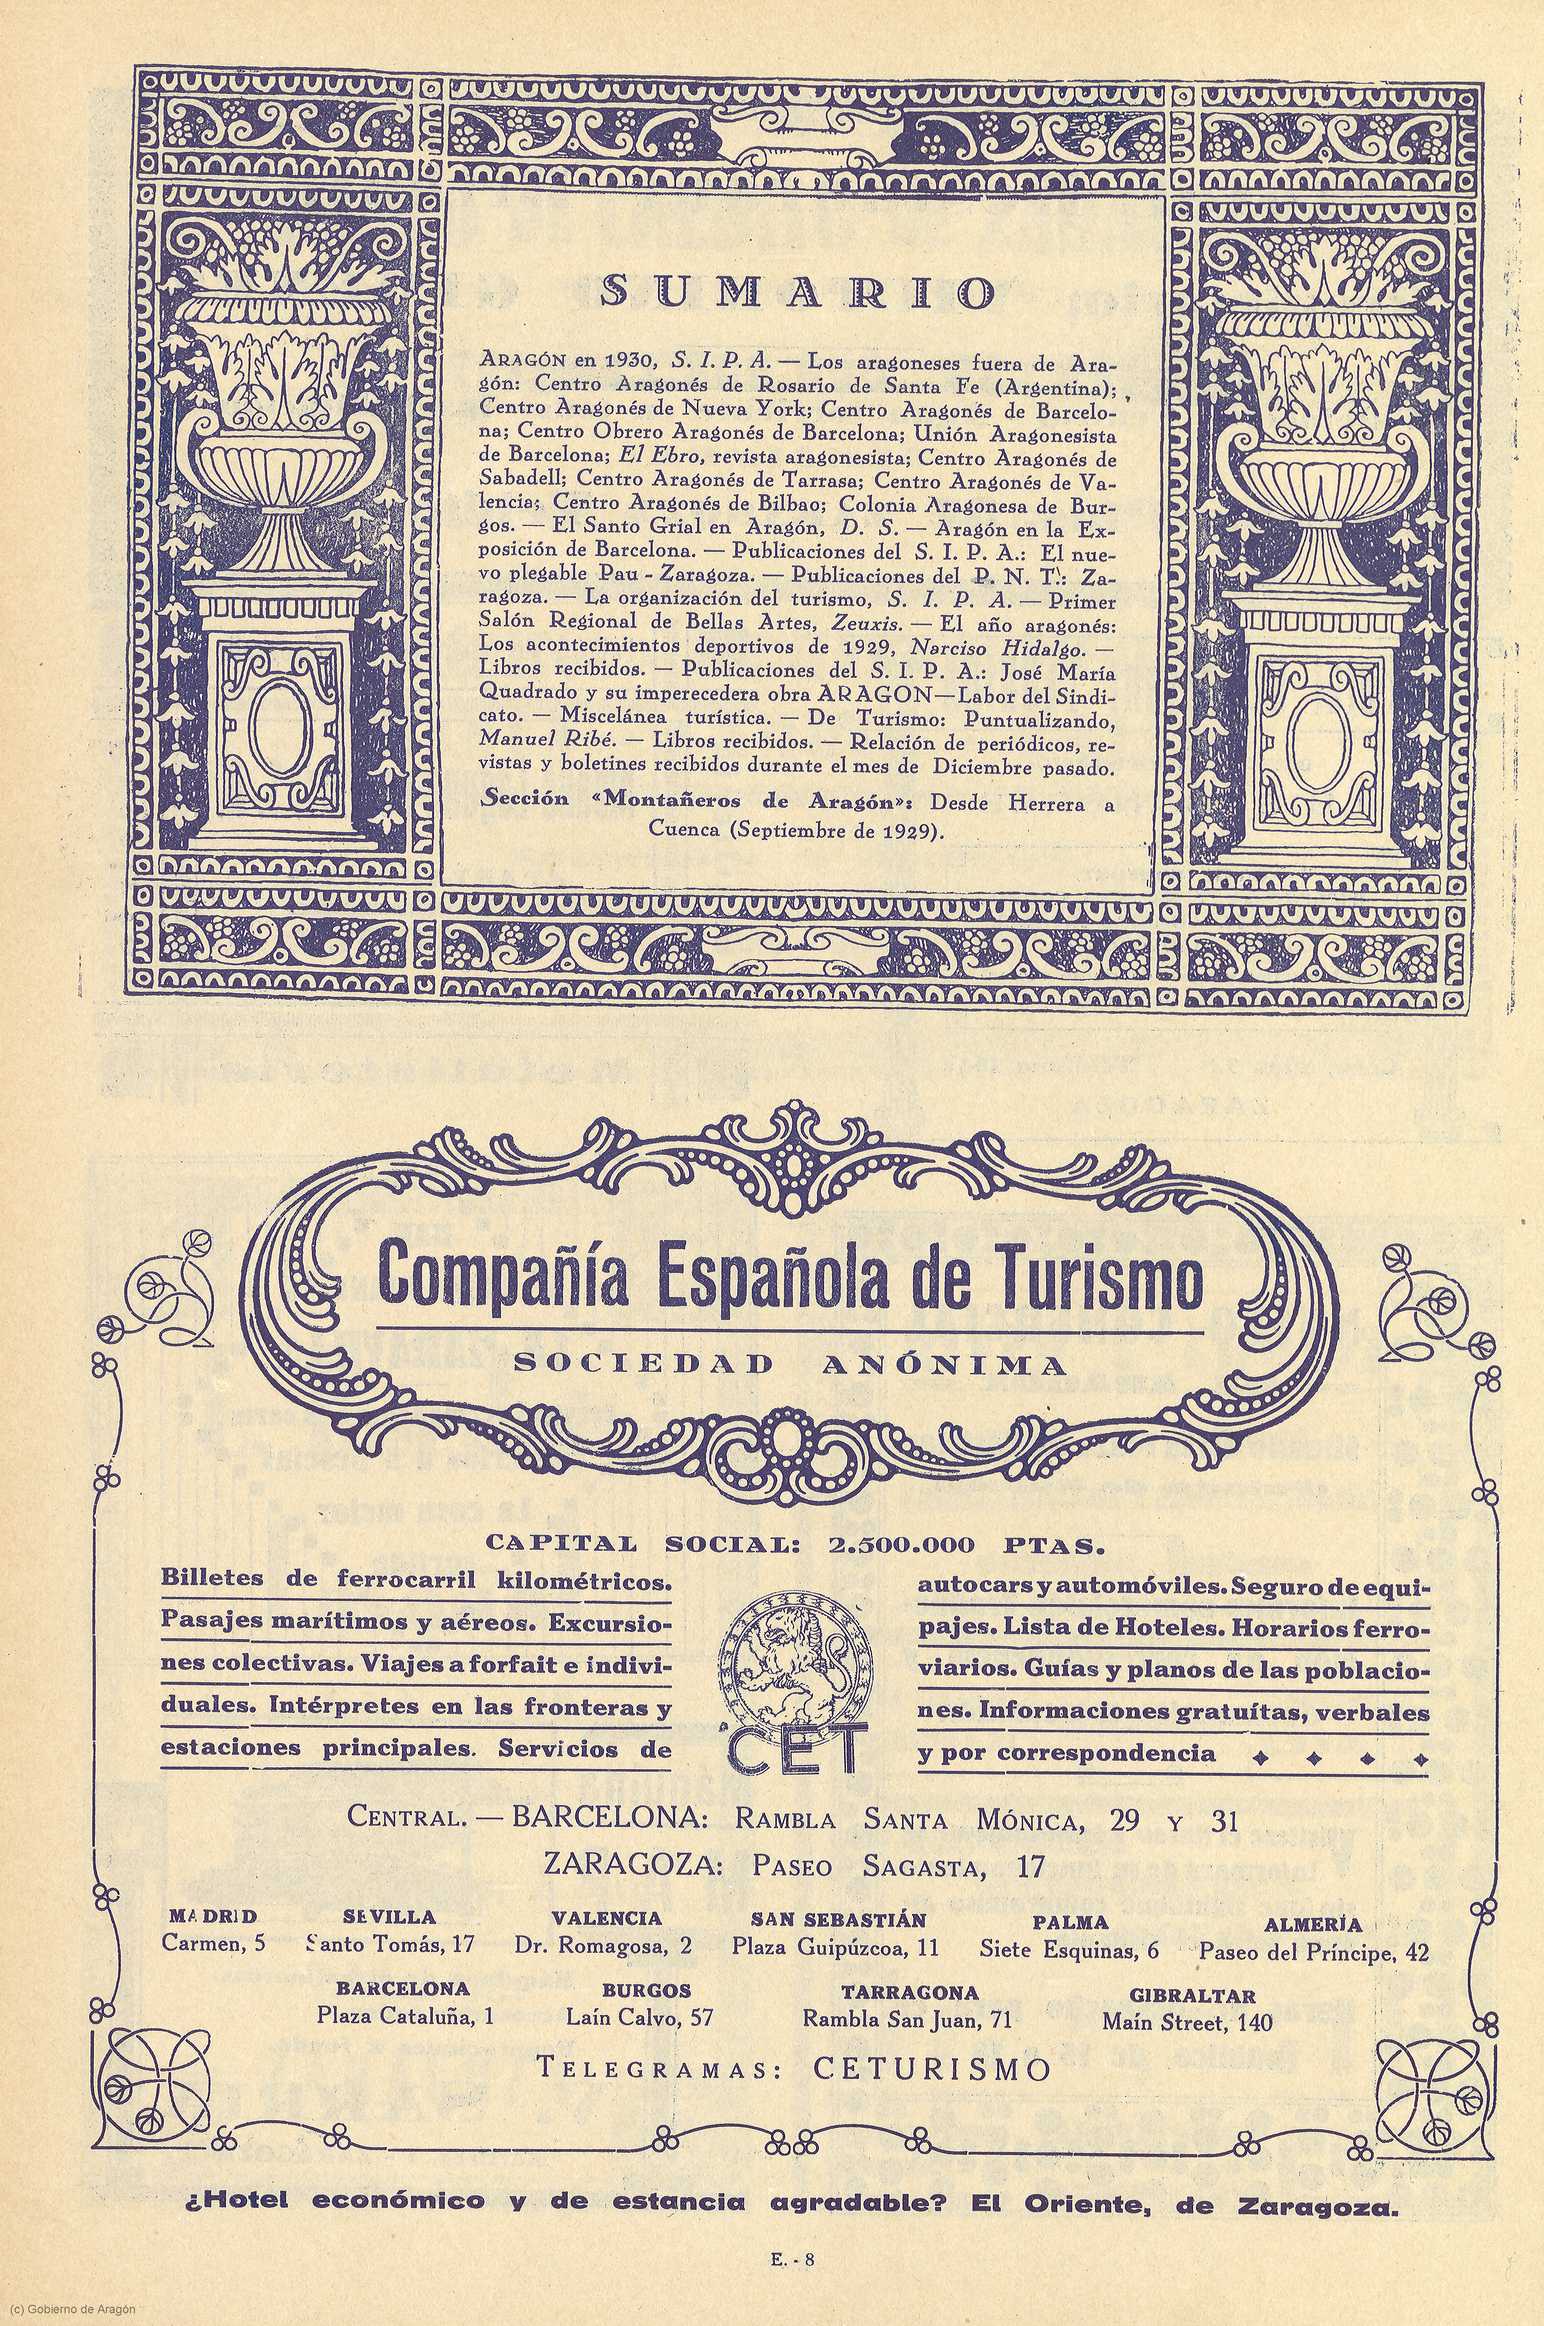 SUMARIO
ARAGÓN en 1930, S. I. P. A. — Los aragoneses fuera de Ara-
gón: Centro Aragonés de Rosario de Santa Fe (Argentina);
Centro Aragonés de Nueva York; Centro Aragonés de Barcelo-
na; Centro Obrero Aragonés de Barcelona; Unión Aragonesista
de Barcelona; El Ebro, revista aragonesista; Centro Aragonés de
Sabadell; Centro Aragonés de Tarrasa; Centro Aragonés de Va-
lencia; Centro Aragonés de Bilbao; Colonia Aragonesa de Bur-
gos. — El Santo Grial en Aragón, D. S. — Aragón en la Ex-
posición de Barcelona. — Publicaciones del S. I. P. A.: El nue-
vo plegable Pau - Zaragoza. — Publicaciones del P. N. T.: Za-
ragoza. — La organización del turismo, S. I. P. A. — Primer
Salón Regional de Bellas Artes, Zeuxis. — El año aragonés:
Los acontecimientos deportivos de 1929, Narciso Hidalgo. —
Libros recibidos. — Publicaciones del S. I. P. A.: José María
Quadrado y su imperecedera obra ARAGON—Labor del Sindi-
cato. — Miscelánea turística. — De Turismo: Puntualizando,
Manuel Ribé. — Libros recibidos. — Relación de periódicos, re-
vistas y boletines recibidos durante el mes de Diciembre pasado.
Sección «Montañeros de Aragón»: Desde Herrera a
Cuenca (Septiembre de 1929).
Compañía Española de Turismo
SOCIEDAD ANÓNIMA
CAPITAL SOCIAL: 2.500.000 PTAS.
Billetes de ferrocarril kilométricos.
Pasajes marítimos y aéreos. Excursio-
nes colectivas. Viajes a forfait e indivi-
duales. Intérpretes en las fronteras y
estaciones principales. Servicios de
CET
autocars y automóviles. Seguro de equi-
pajes. Lista de Hoteles. Horarios ferro-
viarios. Guías y planos de las poblacio-
nes. Informaciones gratuítas, verbales
y por correspondencia
CENTRAL. — BARCELONA: RAMBLA SANTA MÓNICA, 29 Y 31
ZARAGOZA: PASEO SAGASTA, 17
MADRID SEVILLA VALENCIA SAN SEBASTIÁN PALMA ALMERÍA
Carmen, 5 Santo Tomás, 17 Dr. Romagosa, 2 Plaza Guipúzcoa, 11 Siete Esquinas, 6 Paseo del Príncipe, 42
BARCELONA BURGOS TARRAGONA GIBRALTAR
Plaza Cataluña, 1 Laín Calvo, 57 Rambla San Juan, 71 Maín Street, 140
TELEGRAMAS: CETURISMO
¿Hotel económico y de estancia agradable? El Oriente, de Zaragoza.
E. - 8
(c) Gobierno de Aragón